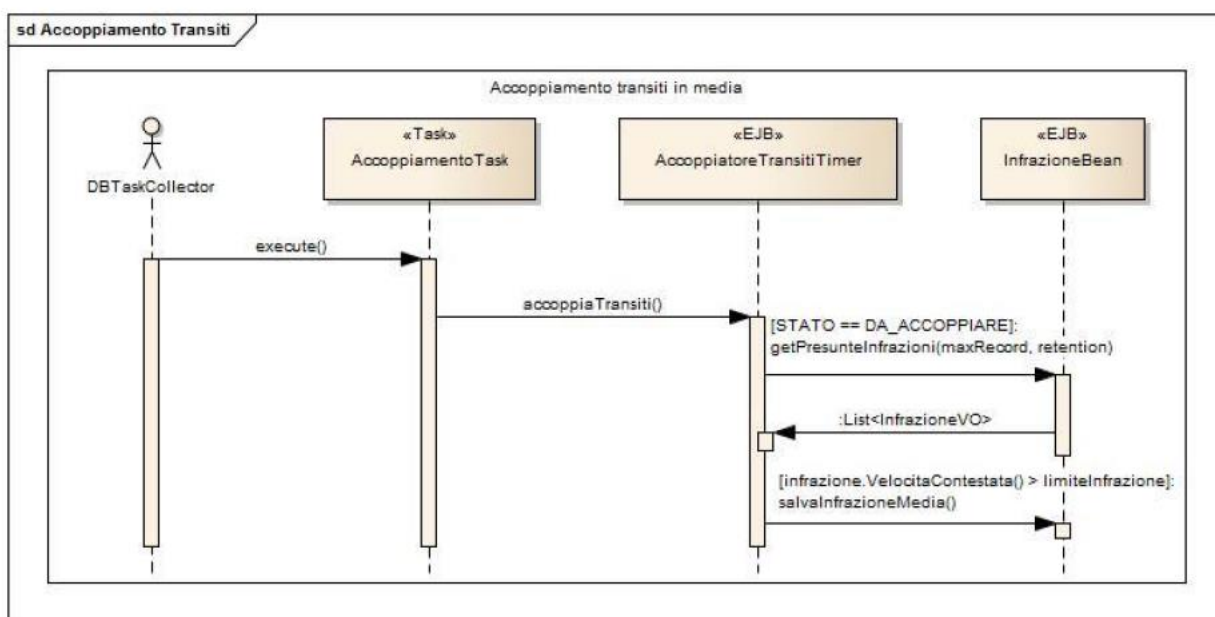 sd Accoppiamento Transiti
Accoppiamento transiti in media
DBTaskCollector
«Task»
AccoppiamentoTask
«EJB»
AccoppiatoreTransitiTimer
«EJB»
InfrazioneBean
execute()
accoppiaTransiti()
[STATO == DA_ACCOPPIARE]:
getPresunteInfrazioni(maxRecord, retention)
:List<InfrazioneVO>
[infrazione.VelocitaContestata() > limiteInfrazione]:
salvaInfrazioneMedia()